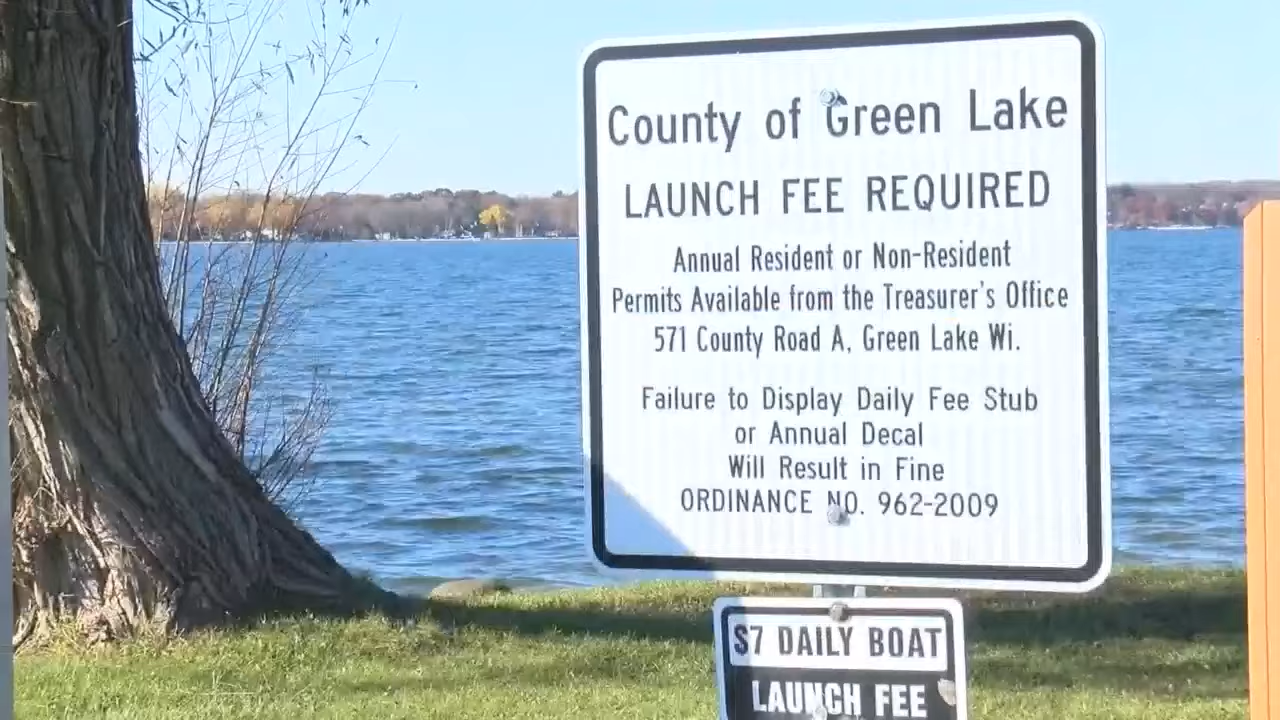 County of Green Lake
LAUNCH FEE REQUIRED
Annual Resident or Non-Resident
Permits Available from the Treasurer's Office
571 County Road A, Green Lake Wi.
Failure to Display Daily Fee Stub
or Annual Decal
Will Result in Fine
ORDINANCE NO. 962-2009
$7 DAILY BOAT
LAUNCH FEE